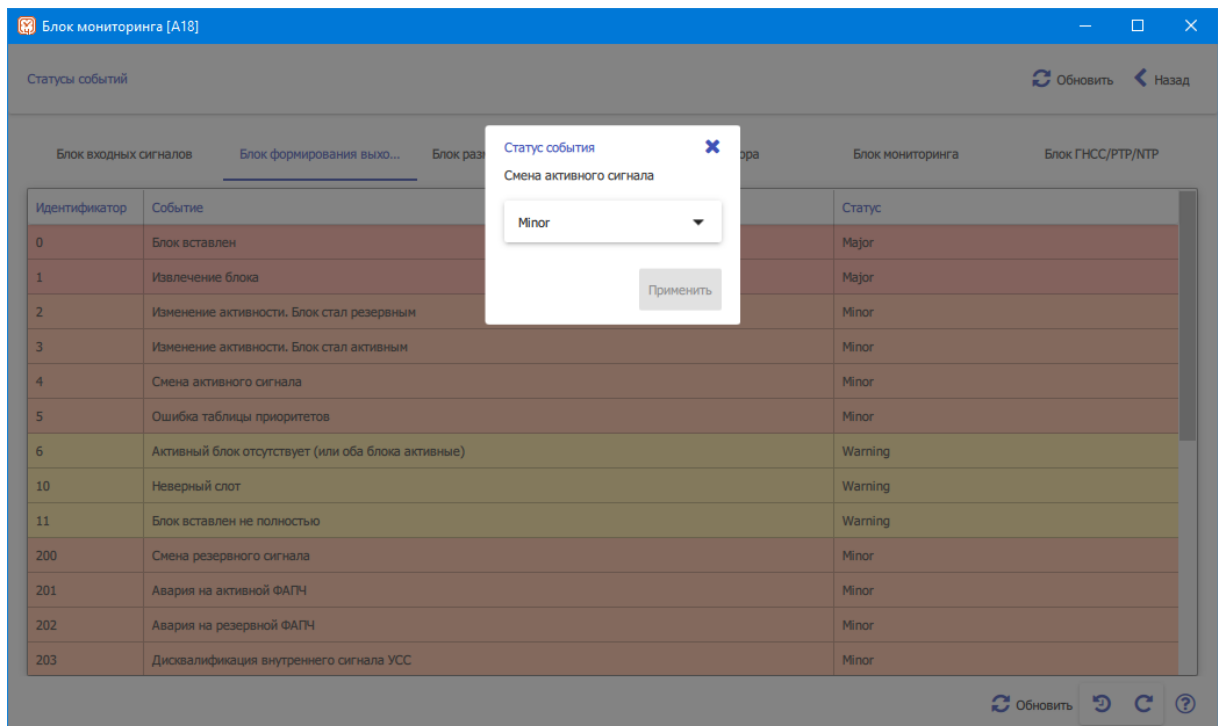 Блок мониторинга [A18]
Статусы событий
Обновить
Назад
Блок входных сигналов
Блок формирования выхо...
Блок
Блок мониторинга
Блок ГНСС/PTP/NTP
Статус события
Смена активного сигнала
Minor
Применить
Идентификатор Событие Статус
0 Блок вставлен Major
1 Извлечение блока Major
2 Изменение активности. Блок стал резервным Minor
3 Изменение активности. Блок стал активным Minor
4 Смена активного сигнала Minor
5 Ошибка таблицы приоритетов Minor
6 Активный блок отсутствует (или оба блока активные) Warning
10 Неверный слот Warning
11 Блок вставлен не полностью Warning
200 Смена резервного сигнала Minor
201 Авария на активной ФАПЧ Minor
202 Авария на резервной ФАПЧ Minor
203 Дисквалификация внутреннего сигнала УСС Minor
Обновить